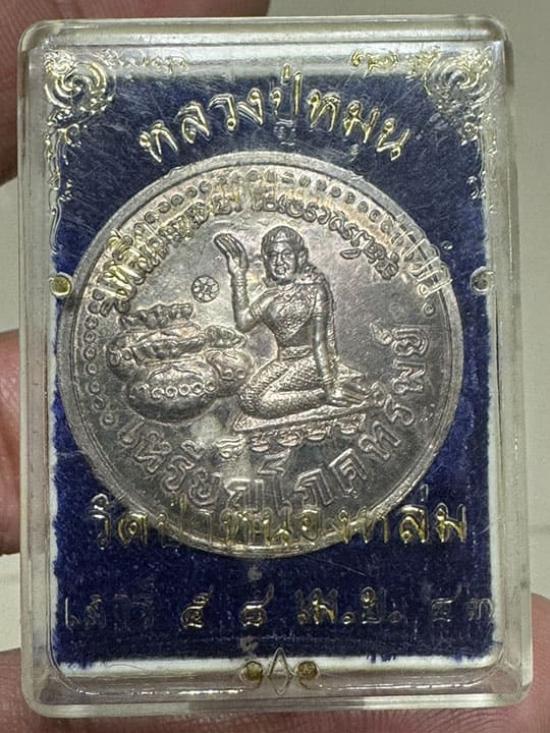 หลวงปู่หมุน
เหรียญโภคทรัพย์
วัดป่าหนองหล่ม
เสาร์ ๕ ๘ เม.ย. ๔๓